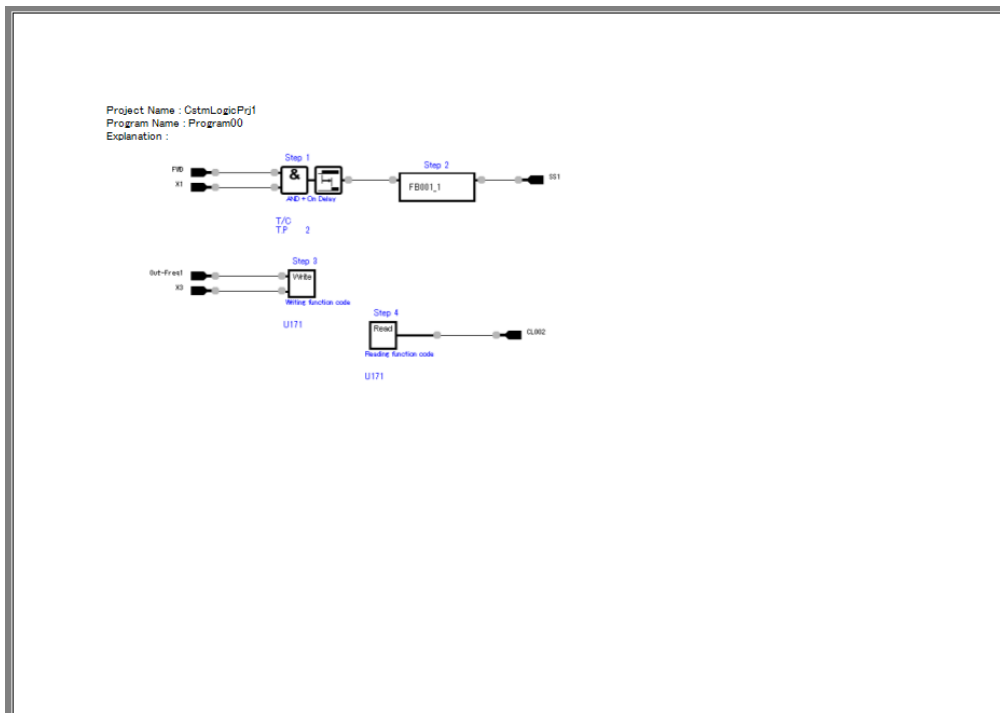 Project Name : CstmLogicPrj1
Program Name : Program00
Explanation :
Step 1
Step 2
FWD
&
FB001_1
SS1
X1
AND + On Delay
T/C
T.P 2
Step 3
Out-Freq1
Write
X3
Writing function code
U171
Step 4
Read
CL002
Reading function code
U171